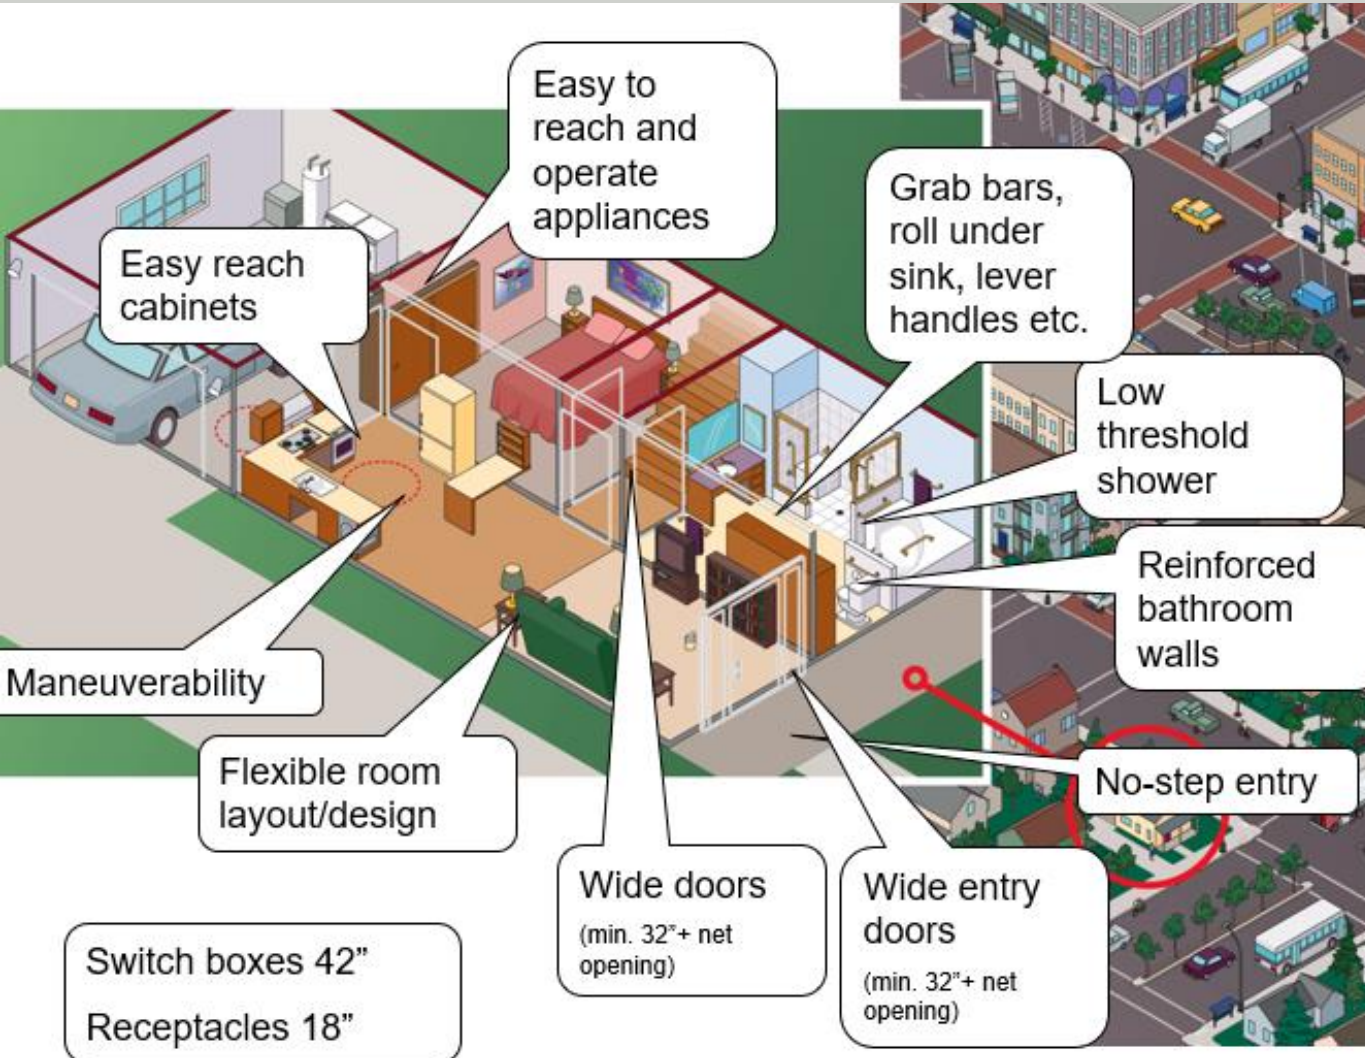 Easy to
reach and
operate
appliances
Grab bars,
roll under
sink, lever
handles etc.
Easy reach
cabinets
Low
threshold
shower
Reinforced
bathroom
walls
Maneuverability
Flexible room
layout/design
No-step entry
Wide doors
(min. 32”+ net
opening)
Wide entry
doors
(min. 32”+ net
opening)
Switch boxes 42”
Receptacles 18”